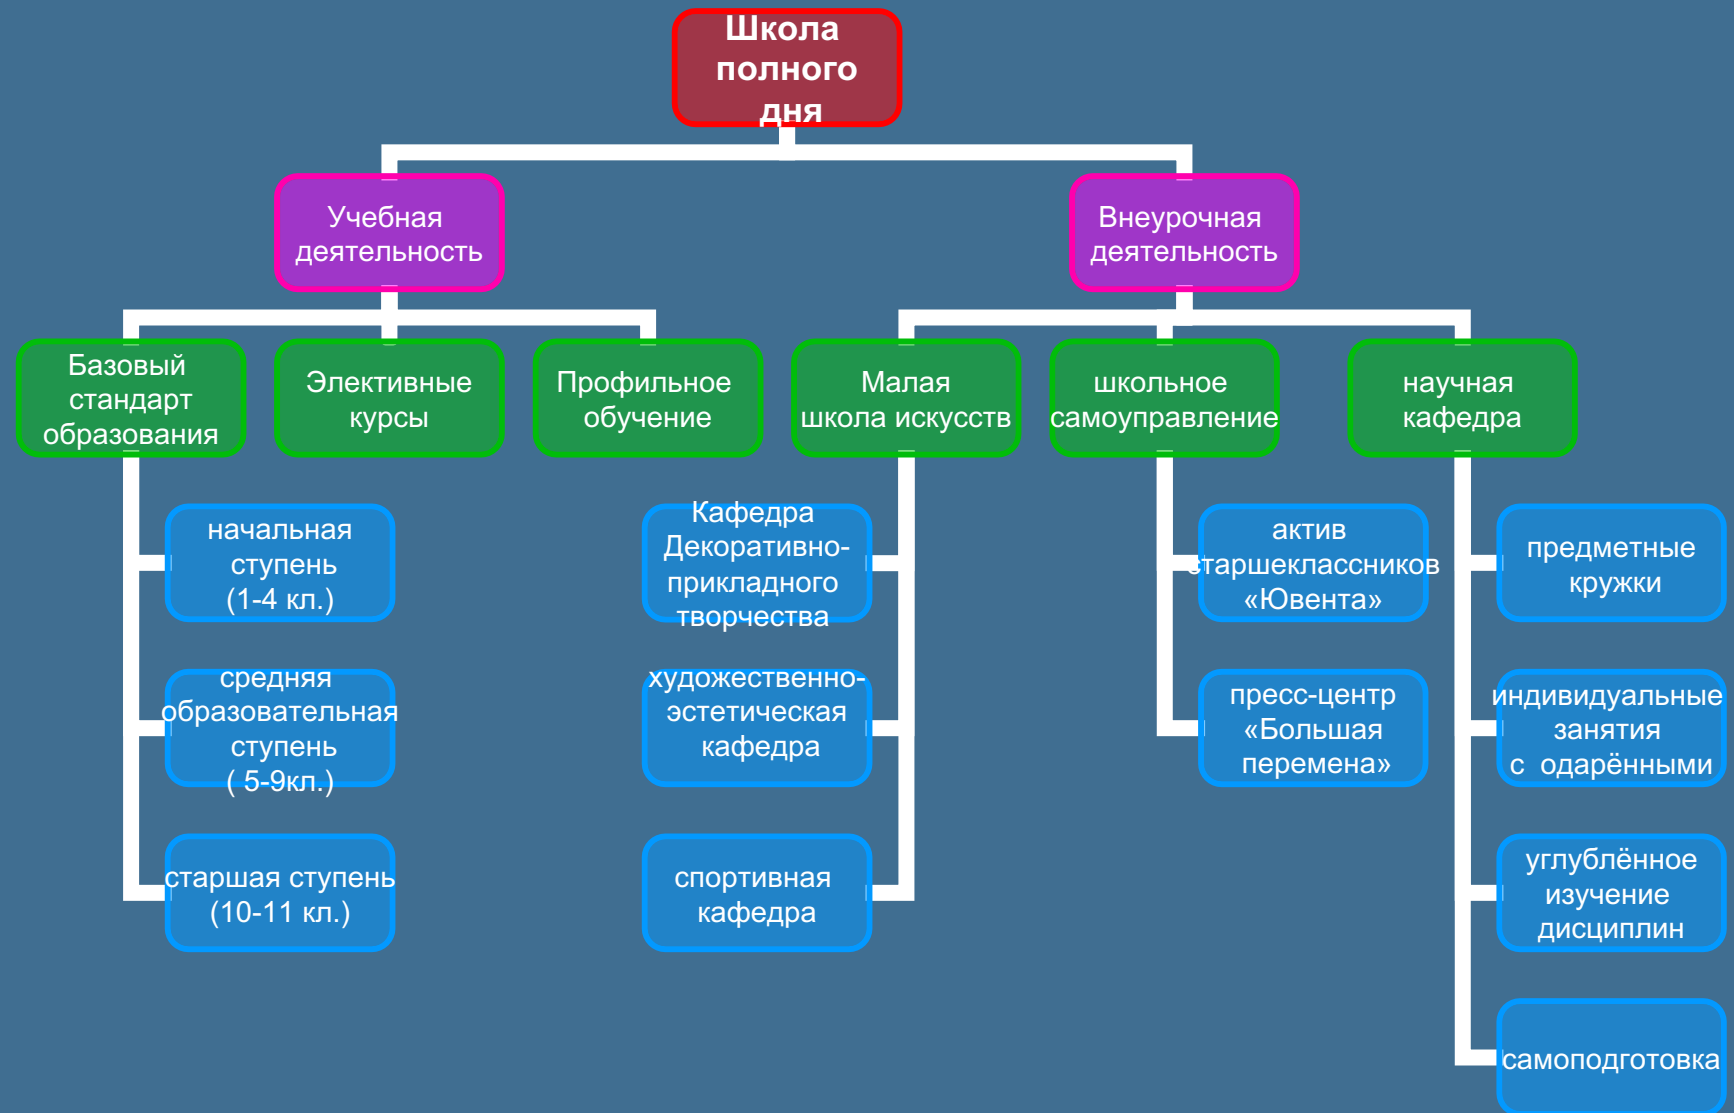 Школа
полного
дня
Учебная
деятельность
Внеурочная
деятельность
Базовый
стандарт
образования
Элективные
курсы
Профильное
обучение
Малая
школа искусств
школьное
самоуправление
научная
кафедра
начальная
ступень
(1-4 кл.)
средняя
образовательная
ступень
( 5-9кл.)
старшая ступень
(10-11 кл.)
Кафедра
Декоративно-
прикладного
творчества
художественно-
эстетическая
кафедра
спортивная
кафедра
актив
старшеклассников
«Ювента»
пресс-центр
«Большая
перемена»
предметные
кружки
индивидуальные
занятия
с одарёнными
углублённое
изучение
дисциплин
самоподготовка